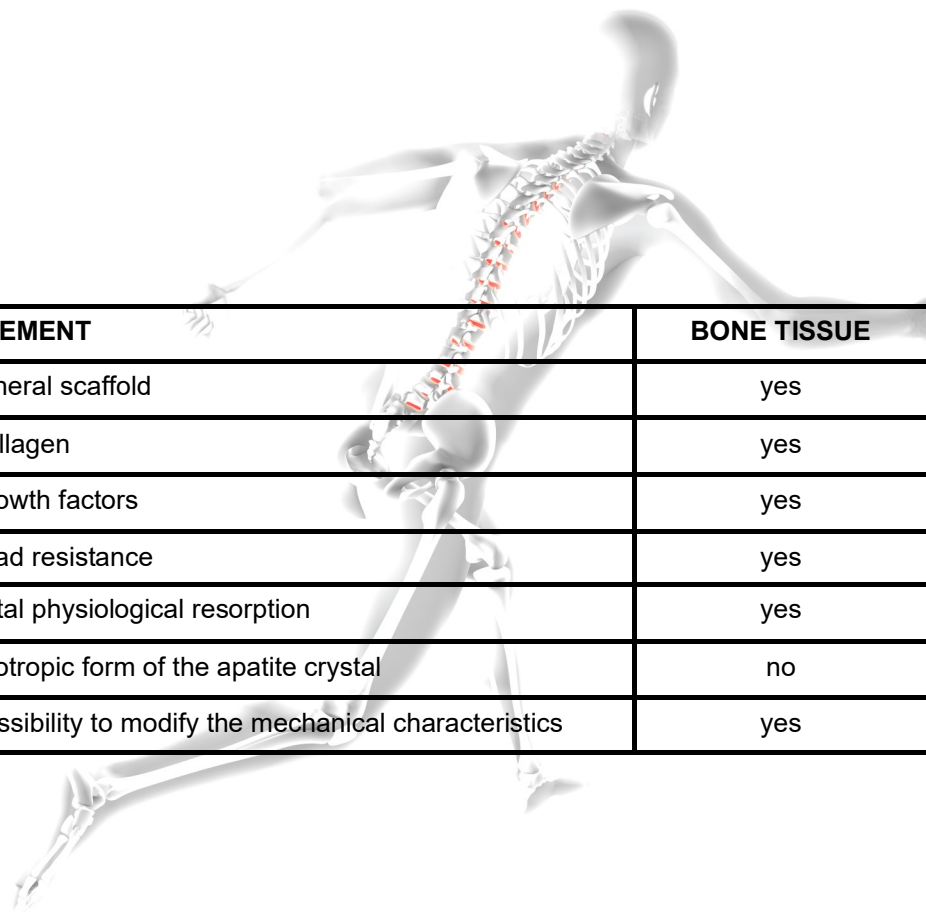 EMENT BONE TISSUE
neral scaffold yes
llagen yes
owth factors yes
ad resistance yes
tal physiological resorption yes
otropic form of the apatite crystal no
ssibility to modify the mechanical characteristics yes